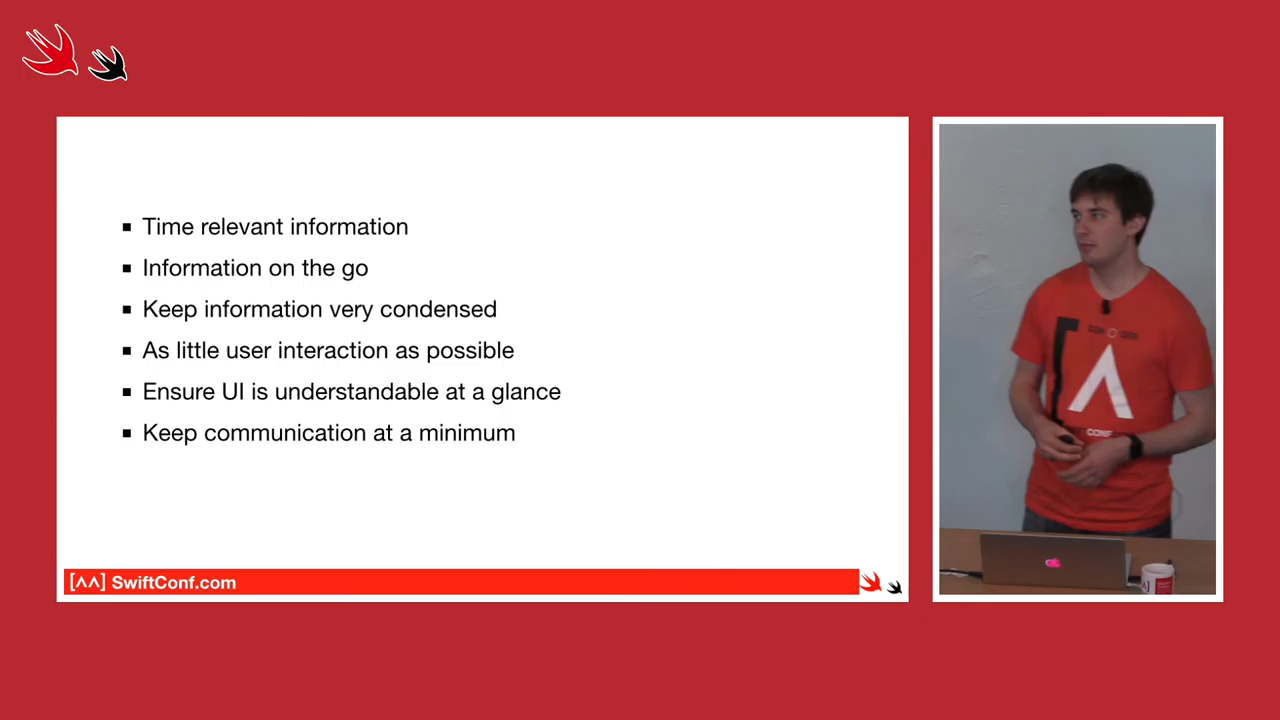 Time relevant information
Information on the go
Keep information very condensed
As little user interaction as possible
Ensure UI is understandable at a glance
Keep communication at a minimum
[^^] SwiftConf.com
CONF